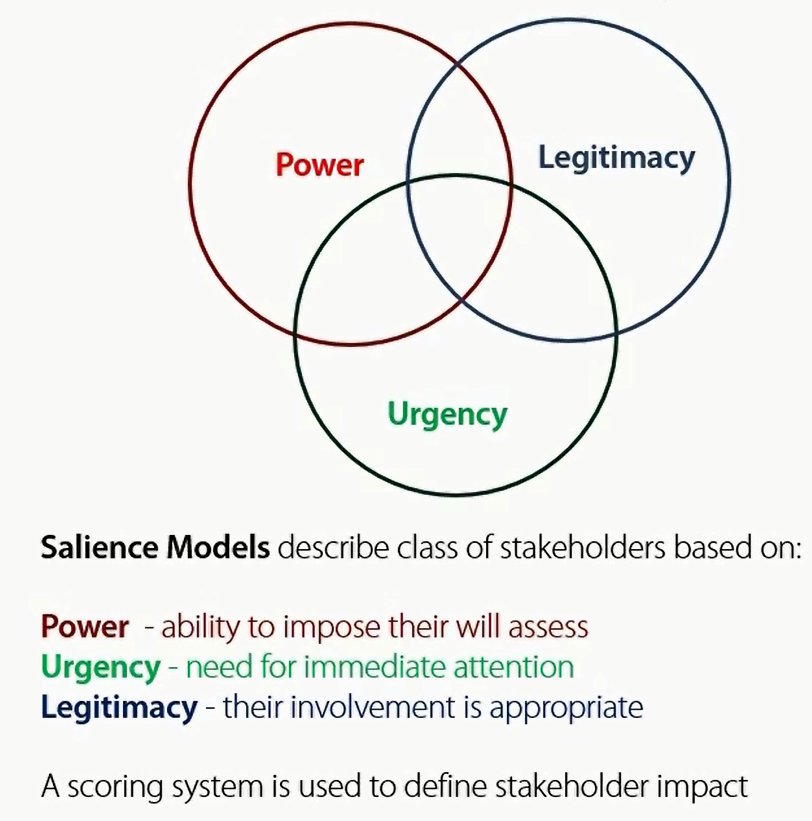 Power
Legitimacy
Urgency
Salience Models describe class of stakeholders based on:
Power - ability to impose their will assess
Urgency - need for immediate attention
Legitimacy - their involvement is appropriate
A scoring system is used to define stakeholder impact